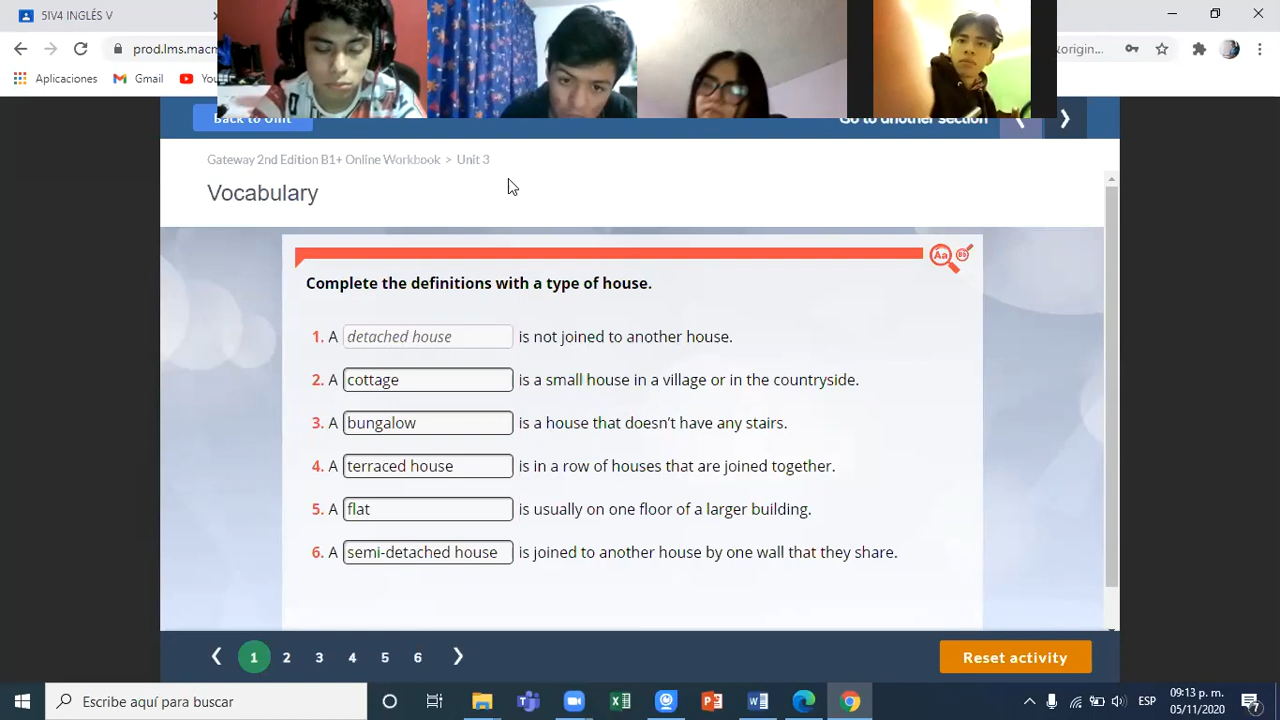 5IV4 INGLÉS V
prod.lms.macm
origin...
Aplicaciones
Gmail
You
Back to Unit
Go to another section
Gateway 2nd Edition B1+ Online Workbook > Unit 3
Vocabulary
Aa
Complete the definitions with a type of house.
1. A detached house is not joined to another house.
2. A cottage is a small house in a village or in the countryside.
3. A bungalow is a house that doesn't have any stairs.
4. A terraced house is in a row of houses that are joined together.
5. A flat is usually on one floor of a larger building.
6. A semi-detached house is joined to another house by one wall that they share.
1 2 3 4 5 6
Reset activity
Escribe aquí para buscar
ESP
09:13 p. m.
05/11/2020
7